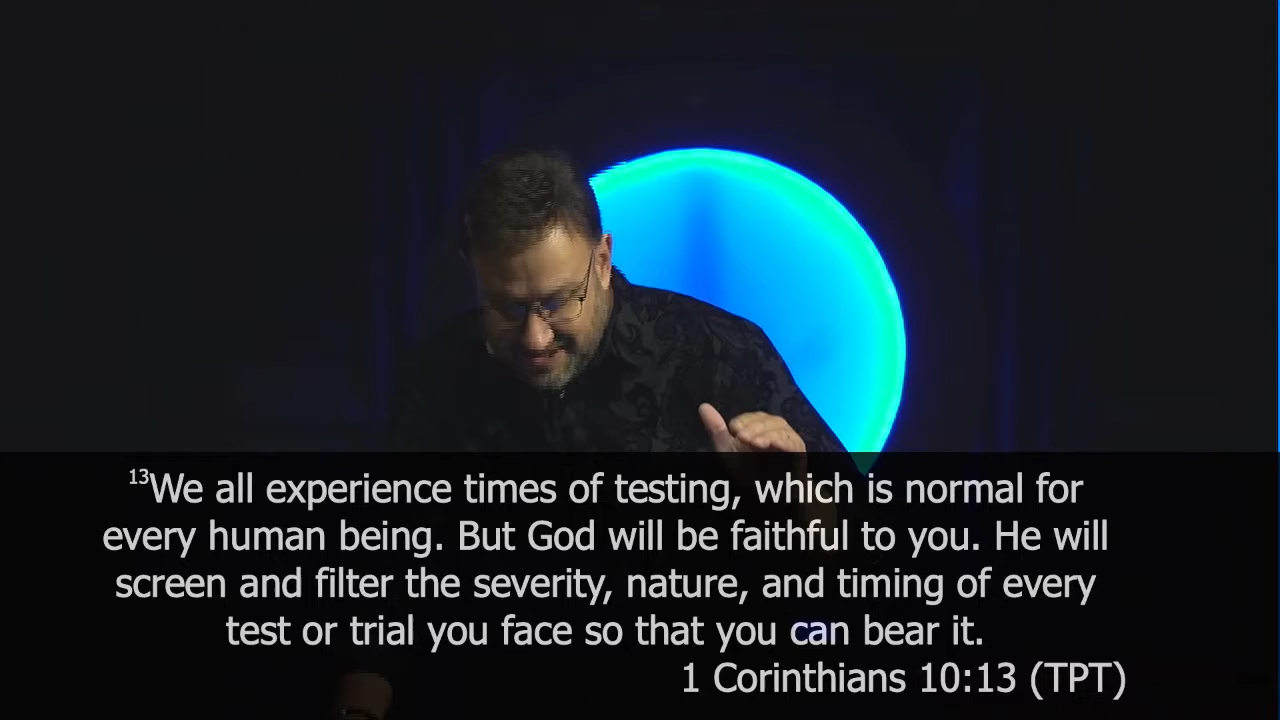 ¹³We all experience times of testing, which is normal for
every human being. But God will be faithful to you. He will
screen and filter the severity, nature, and timing of every
test or trial you face so that you can bear it.
1 Corinthians 10:13 (TPT)